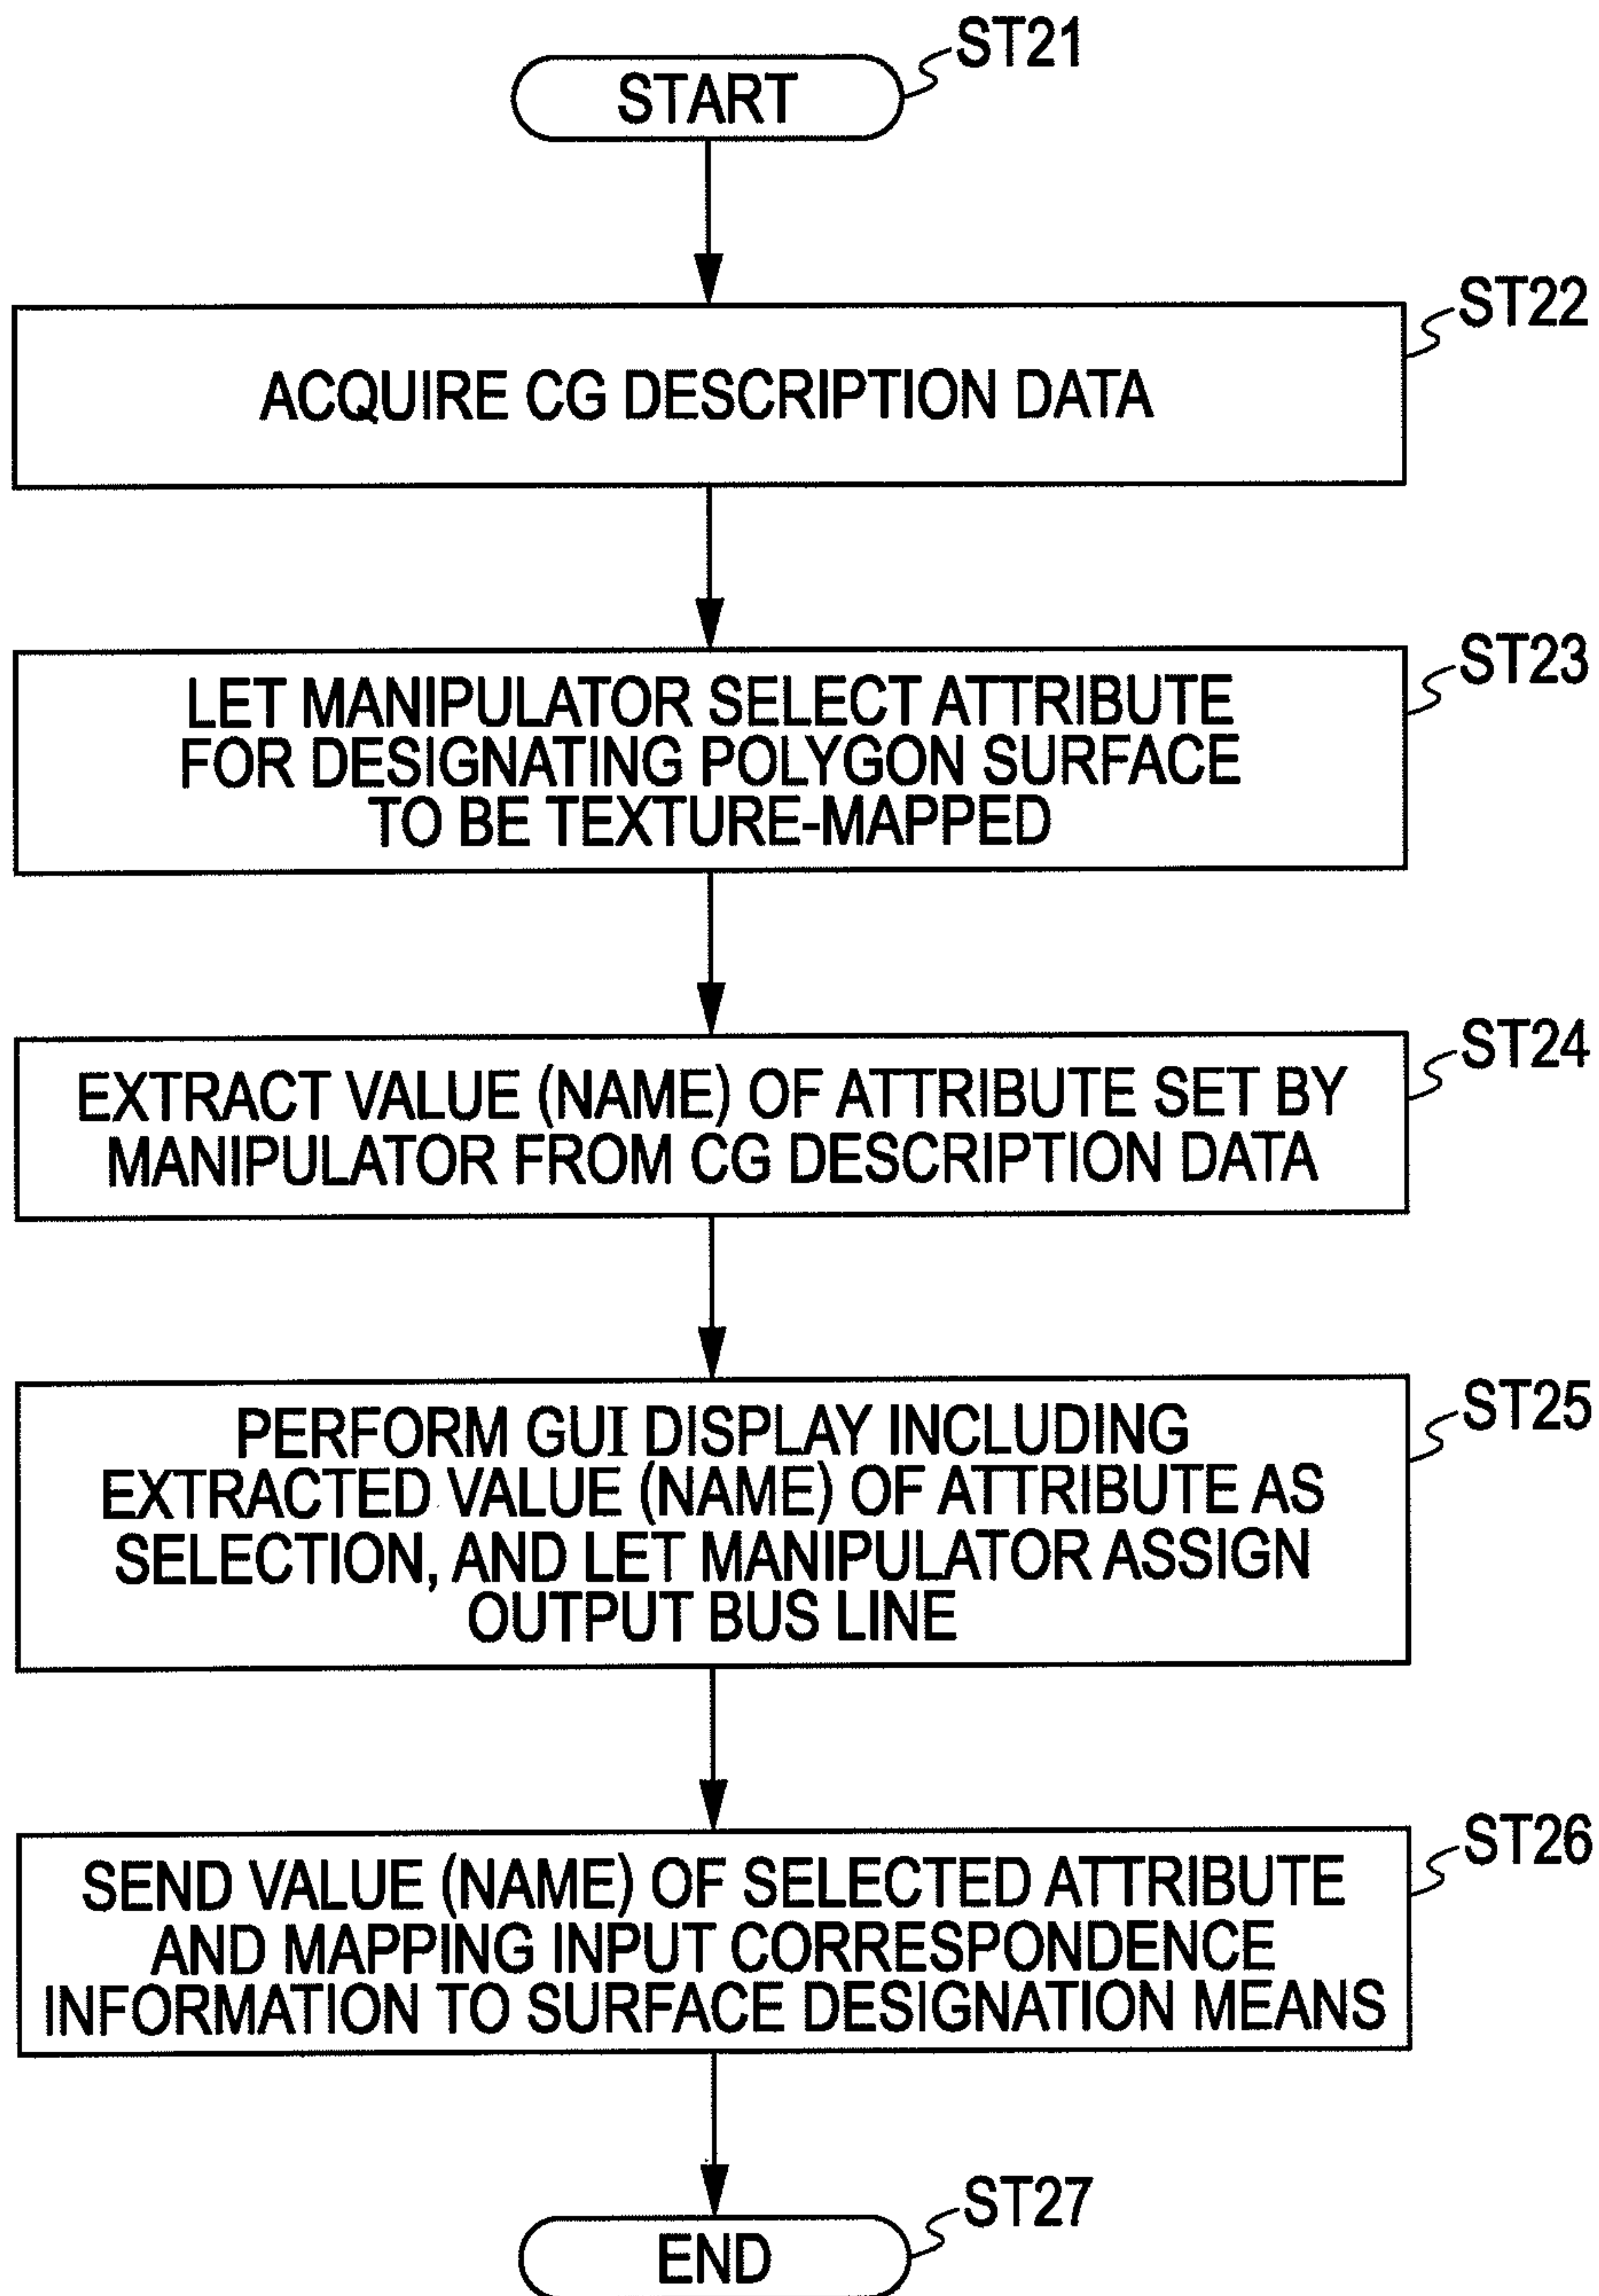 ST21
START
ST22
ACQUIRE CG DESCRIPTION DATA
ST23
LET MANIPULATOR SELECT ATTRIBUTE
FOR DESIGNATING POLYGON SURFACE
TO BE TEXTURE-MAPPED
ST24
EXTRACT VALUE (NAME) OF ATTRIBUTE SET BY
MANIPULATOR FROM CG DESCRIPTION DATA
ST25
PERFORM GUI DISPLAY INCLUDING
EXTRACTED VALUE (NAME) OF ATTRIBUTE AS
SELECTION, AND LET MANIPULATOR ASSIGN
OUTPUT BUS LINE
ST26
SEND VALUE (NAME) OF SELECTED ATTRIBUTE
AND MAPPING INPUT CORRESPONDENCE
INFORMATION TO SURFACE DESIGNATION MEANS
ST27
END